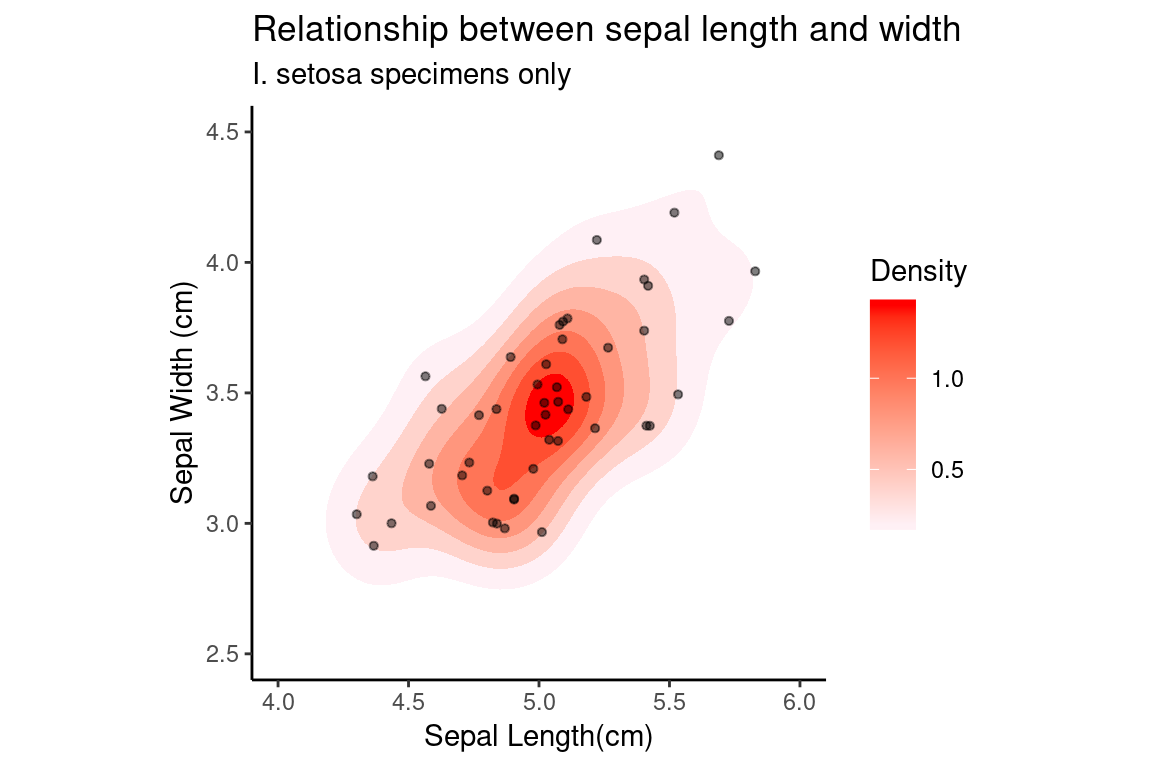 Relationship between sepal length and width
I. setosa specimens only
4.5
4.0
3.5
3.0
2.5
Sepal Width (cm)
4.0 4.5 5.0 5.5 6.0
Sepal Length(cm)
Density
1.0
0.5